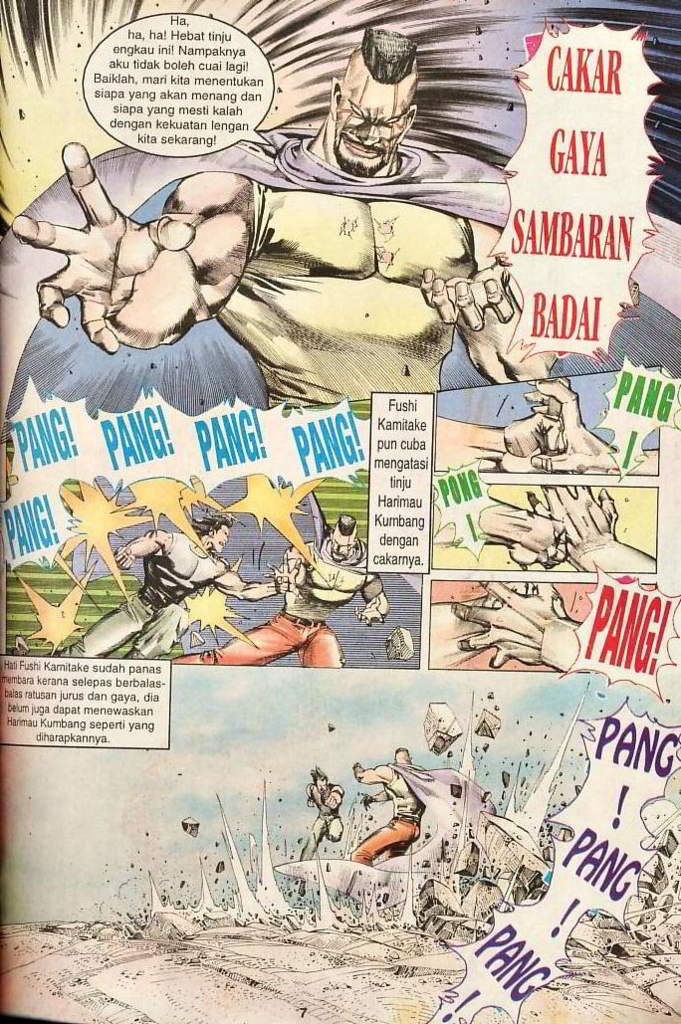 Ha,
ha, ha! Hebat tinju
engkau ini! Nampaknya
aku tidak boleh cuai lagi!
Baiklah, mari kita menentukan
siapa yang akan menang dan
siapa yang mesti kalah
dengan kekuatan lengan
kita sekarang!
CAKAR
GAYA
SAMBARAN
BADAI
PANG! PANG! PANG! PANG!
PANG!
Fushi
Kamitake
pun cuba
mengatasi
tinju
Harimau
Kumbang
dengan
cakarnya.
PANG
!
PONG
!
PANG!
Hati Fushi Kamitake sudah panas
membara kerana selepas berbalas-
balas ratusan jurus dan gaya, dia
belum juga dapat menewaskan
Harimau Kumbang seperti yang
diharapkannya.
PANG
!
PANG
!
PANG
!
7